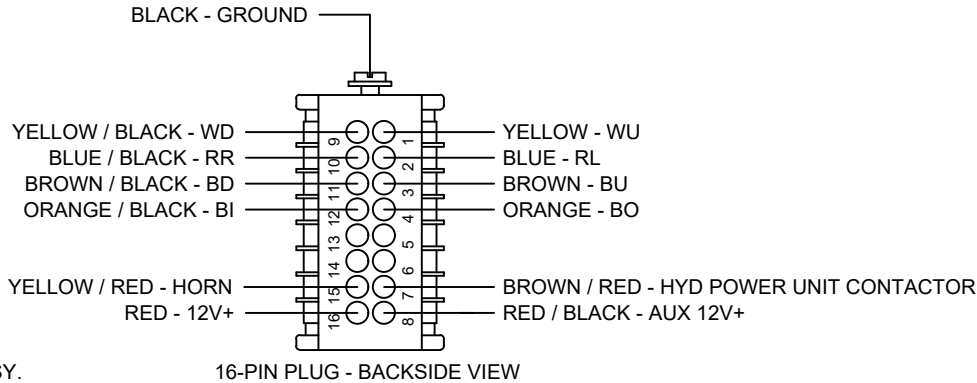 BLACK - GROUND
YELLOW / BLACK - WD
BLUE / BLACK - RR
BROWN / BLACK - BD
ORANGE / BLACK - BI
YELLOW / RED - HORN
RED - 12V+
9
10
11
12
13
14
15
16
1
2
3
4
5
6
7
8
YELLOW - WU
BLUE - RL
BROWN - BU
ORANGE - BO
BROWN / RED - HYD POWER UNIT CONTACTOR
RED / BLACK - AUX 12V+
SY.
16-PIN PLUG - BACKSIDE VIEW